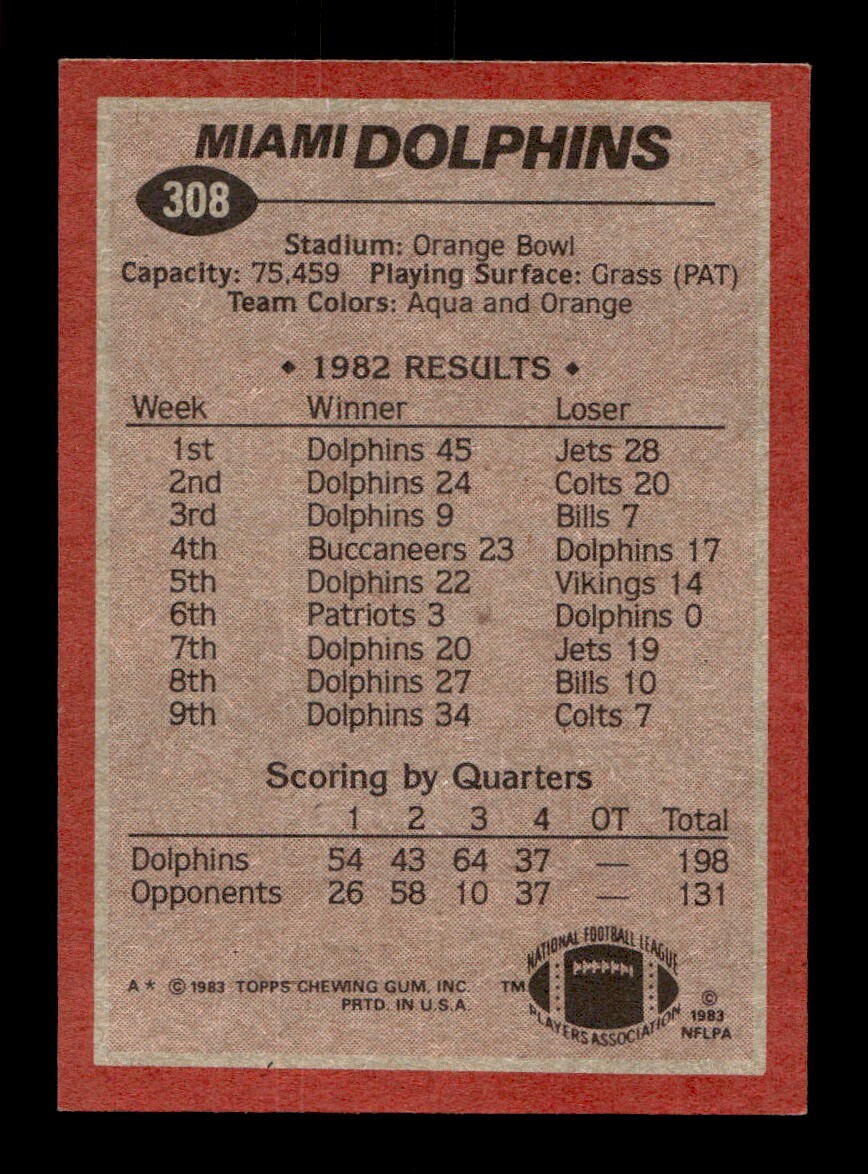 MIAMI DOLPHINS
308
Stadium: Orange Bowl
Capacity: 75,459 Playing Surface: Grass (PAT)
Team Colors: Aqua and Orange
◆ 1982 RESULTS ◆
Week Winner Loser
1st Dolphins 45 Jets 28
2nd Dolphins 24 Colts 20
3rd Dolphins 9 Bills 7
4th Buccaneers 23 Dolphins 17
5th Dolphins 22 Vikings 14
6th Patriots 3 Dolphins 0
7th Dolphins 20 Jets 19
8th Dolphins 27 Bills 10
9th Dolphins 34 Colts 7
Scoring by Quarters
1 2 3 4 OT Total
Dolphins 54 43 64 37 — 198
Opponents 26 58 10 37 — 131
A* © 1983 TOPPS CHEWING GUM, INC.
PRTD. IN U.S.A.
TM
NATIONAL FOOTBALL LEAGUE
PLAYERS ASSOCIATION
©
1983
NFLPA